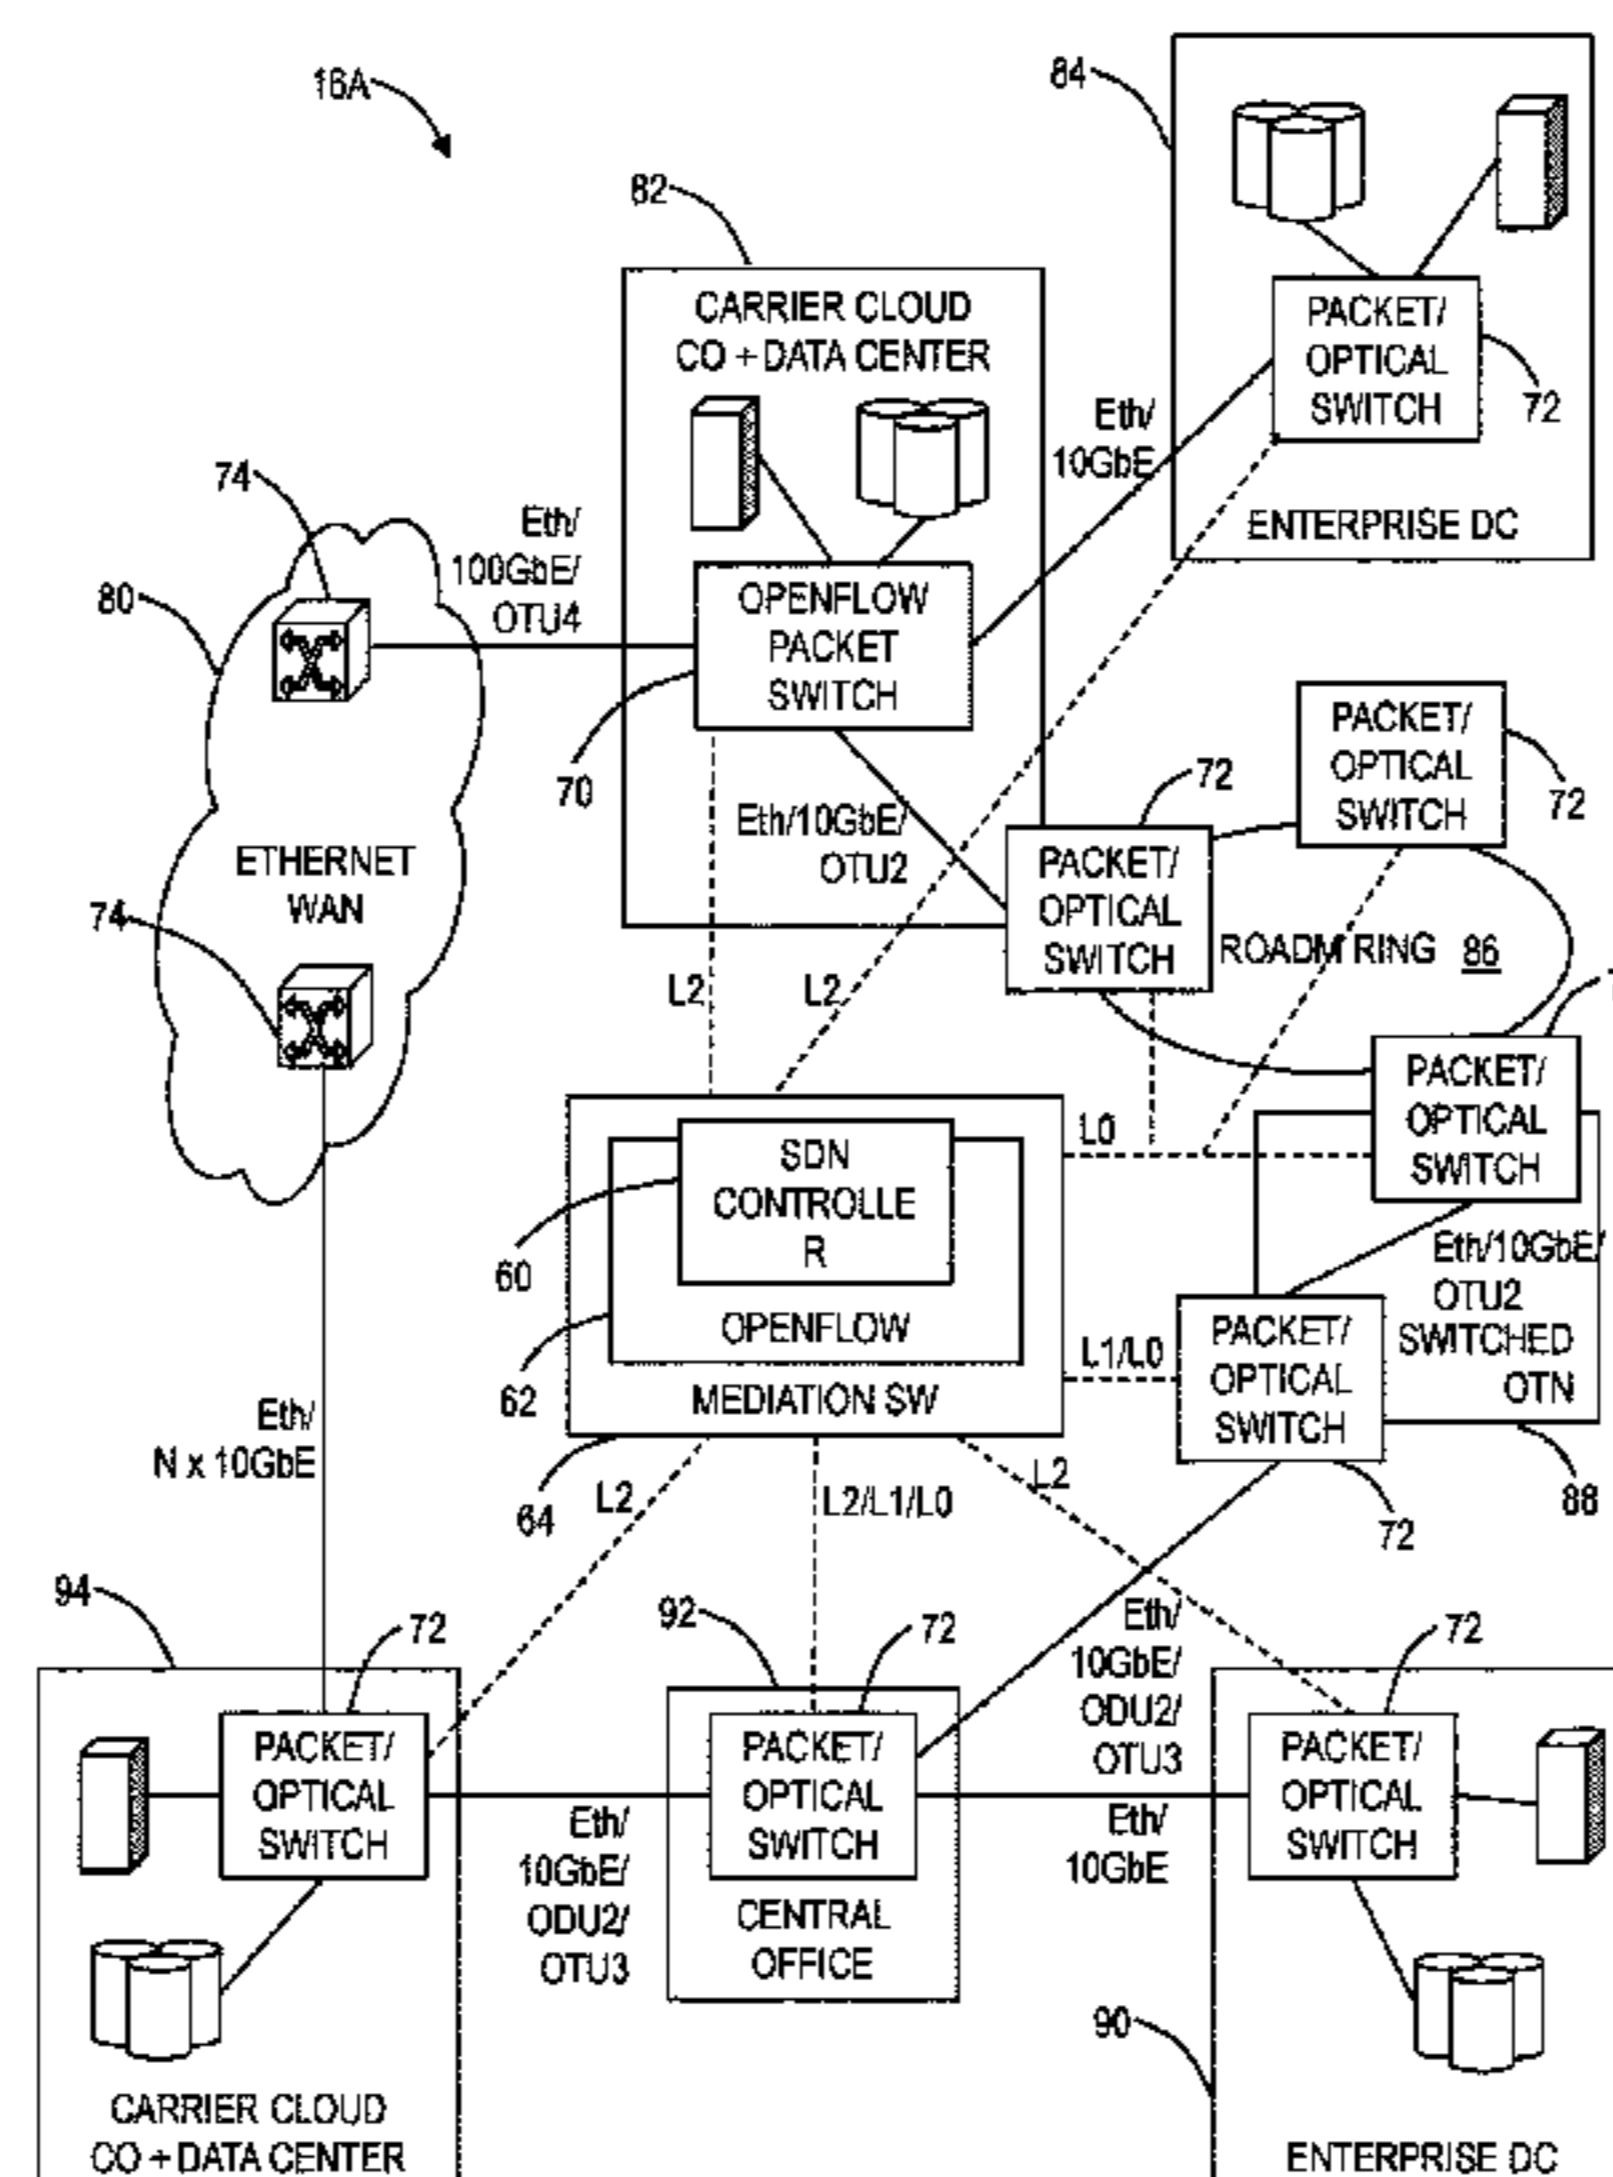 16A
84
82
CARRIER CLOUD
CO + DATA CENTER
PACKET/
OPTICAL
SWITCH
72
ENTERPRISE DC
Eth/
10GbE
74
80
Eth/
100GbE/
OTU4
OPENFLOW
PACKET
SWITCH
70
ETHERNET
WAN
74
Eth/10GbE/
OTU2
72
PACKET/
OPTICAL
SWITCH
PACKET/
OPTICAL
SWITCH
72
ROADM RING 86
L2
L2
PACKET/
OPTICAL
SWITCH
L0
SDN
CONTROLLE
R
60
OPENFLOW
62
MEDIATION SW
64
Eth/10GbE/
OTU2
SWITCHED
OTN
88
L1/L0
PACKET/
OPTICAL
SWITCH
72
Eth/
N x 10GbE
L2
L2/L1/L0
L2
94
72
PACKET/
OPTICAL
SWITCH
CARRIER CLOUD
CO + DATA CENTER
Eth/
10GbE/
ODU2/
OTU3
92
72
PACKET/
OPTICAL
SWITCH
CENTRAL
OFFICE
Eth/
10GbE/
ODU2/
OTU3
Eth/
10GbE
72
PACKET/
OPTICAL
SWITCH
90
ENTERPRISE DC